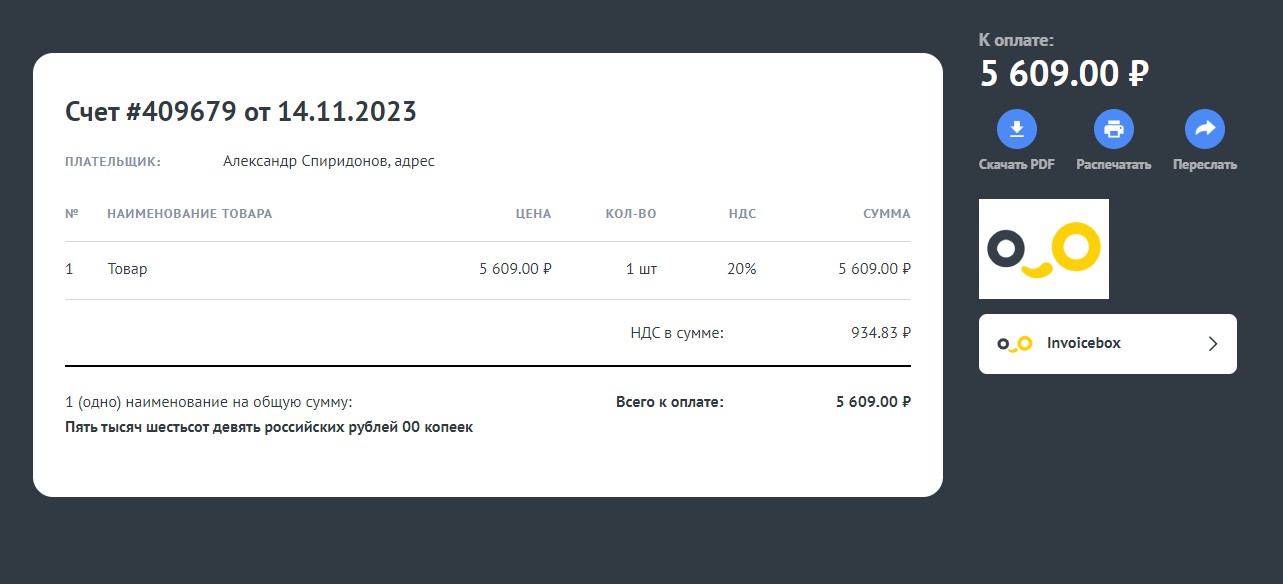 К оплате:
5 609.00 ₽
Скачать PDF Распечатать Переслать
Invoicebox
Счет #409679 от 14.11.2023
ПЛАТЕЛЬЩИК: Александр Спиридонов, адрес
№ НАИМЕНОВАНИЕ ТОВАРА ЦЕНА КОЛ-ВО НДС СУММА
1 Товар 5 609.00 ₽ 1 шт 20% 5 609.00 ₽
НДС в сумме: 934.83 ₽
1 (одно) наименование на общую сумму: Всего к оплате: 5 609.00 ₽
Пять тысяч шестьсот девять российских рублей 00 копеек